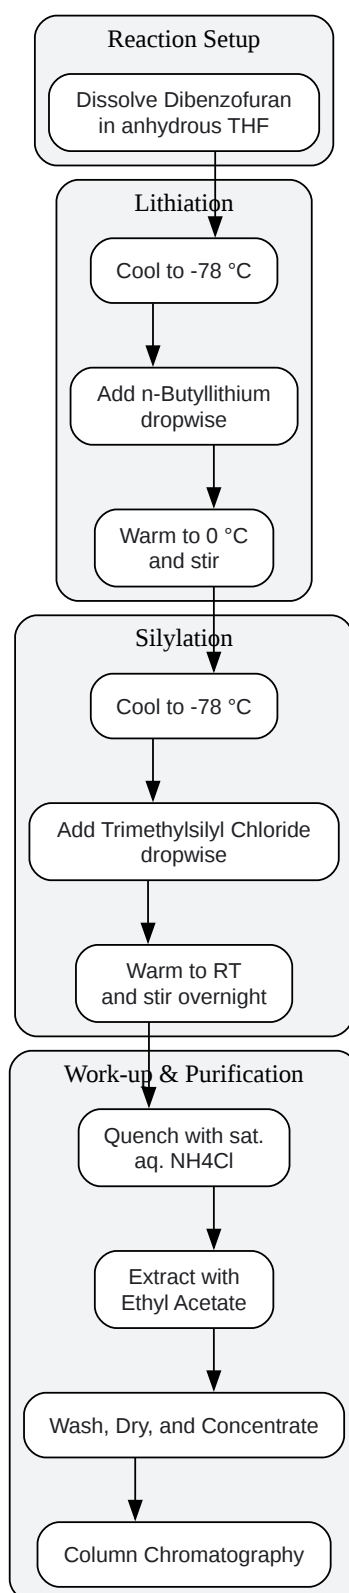 Reaction Setup
Dissolve Dibenzofuran
in anhydrous THF
Lithiation
Cool to -78 °C
Add n-Butyllithium
dropwise
Warm to 0 °C
and stir
Silylation
Cool to -78 °C
Add Trimethylsilyl Chloride
dropwise
Warm to RT
and stir overnight
Work-up & Purification
Quench with sat.
aq. NH4Cl
Extract with
Ethyl Acetate
Wash, Dry, and Concentrate
Column Chromatography